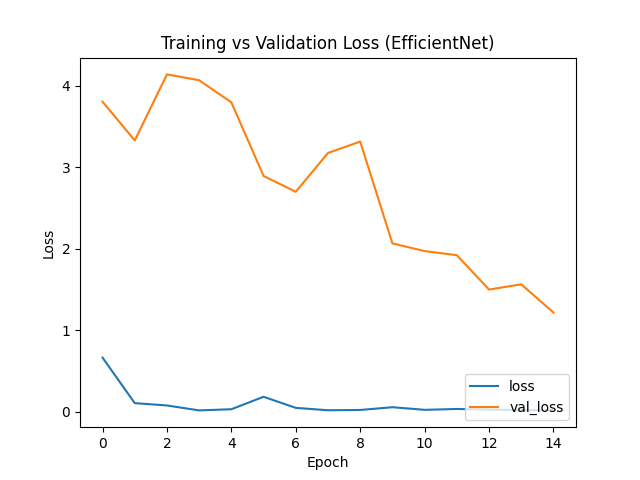 Training vs Validation Loss (EfficientNet)
Loss
4
3
2
1
0
0 2 4 6 8 10 12 14
Epoch
loss
val_loss